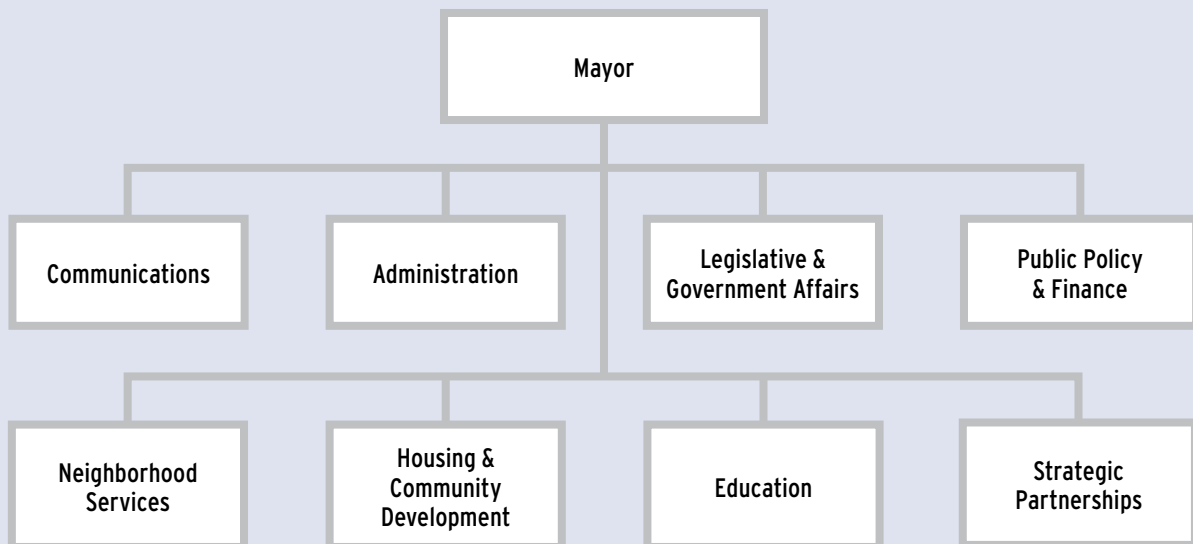 Mayor
Communications
Administration
Legislative &
Government Affairs
Public Policy
& Finance
Neighborhood
Services
Housing &
Community
Development
Education
Strategic
Partnerships